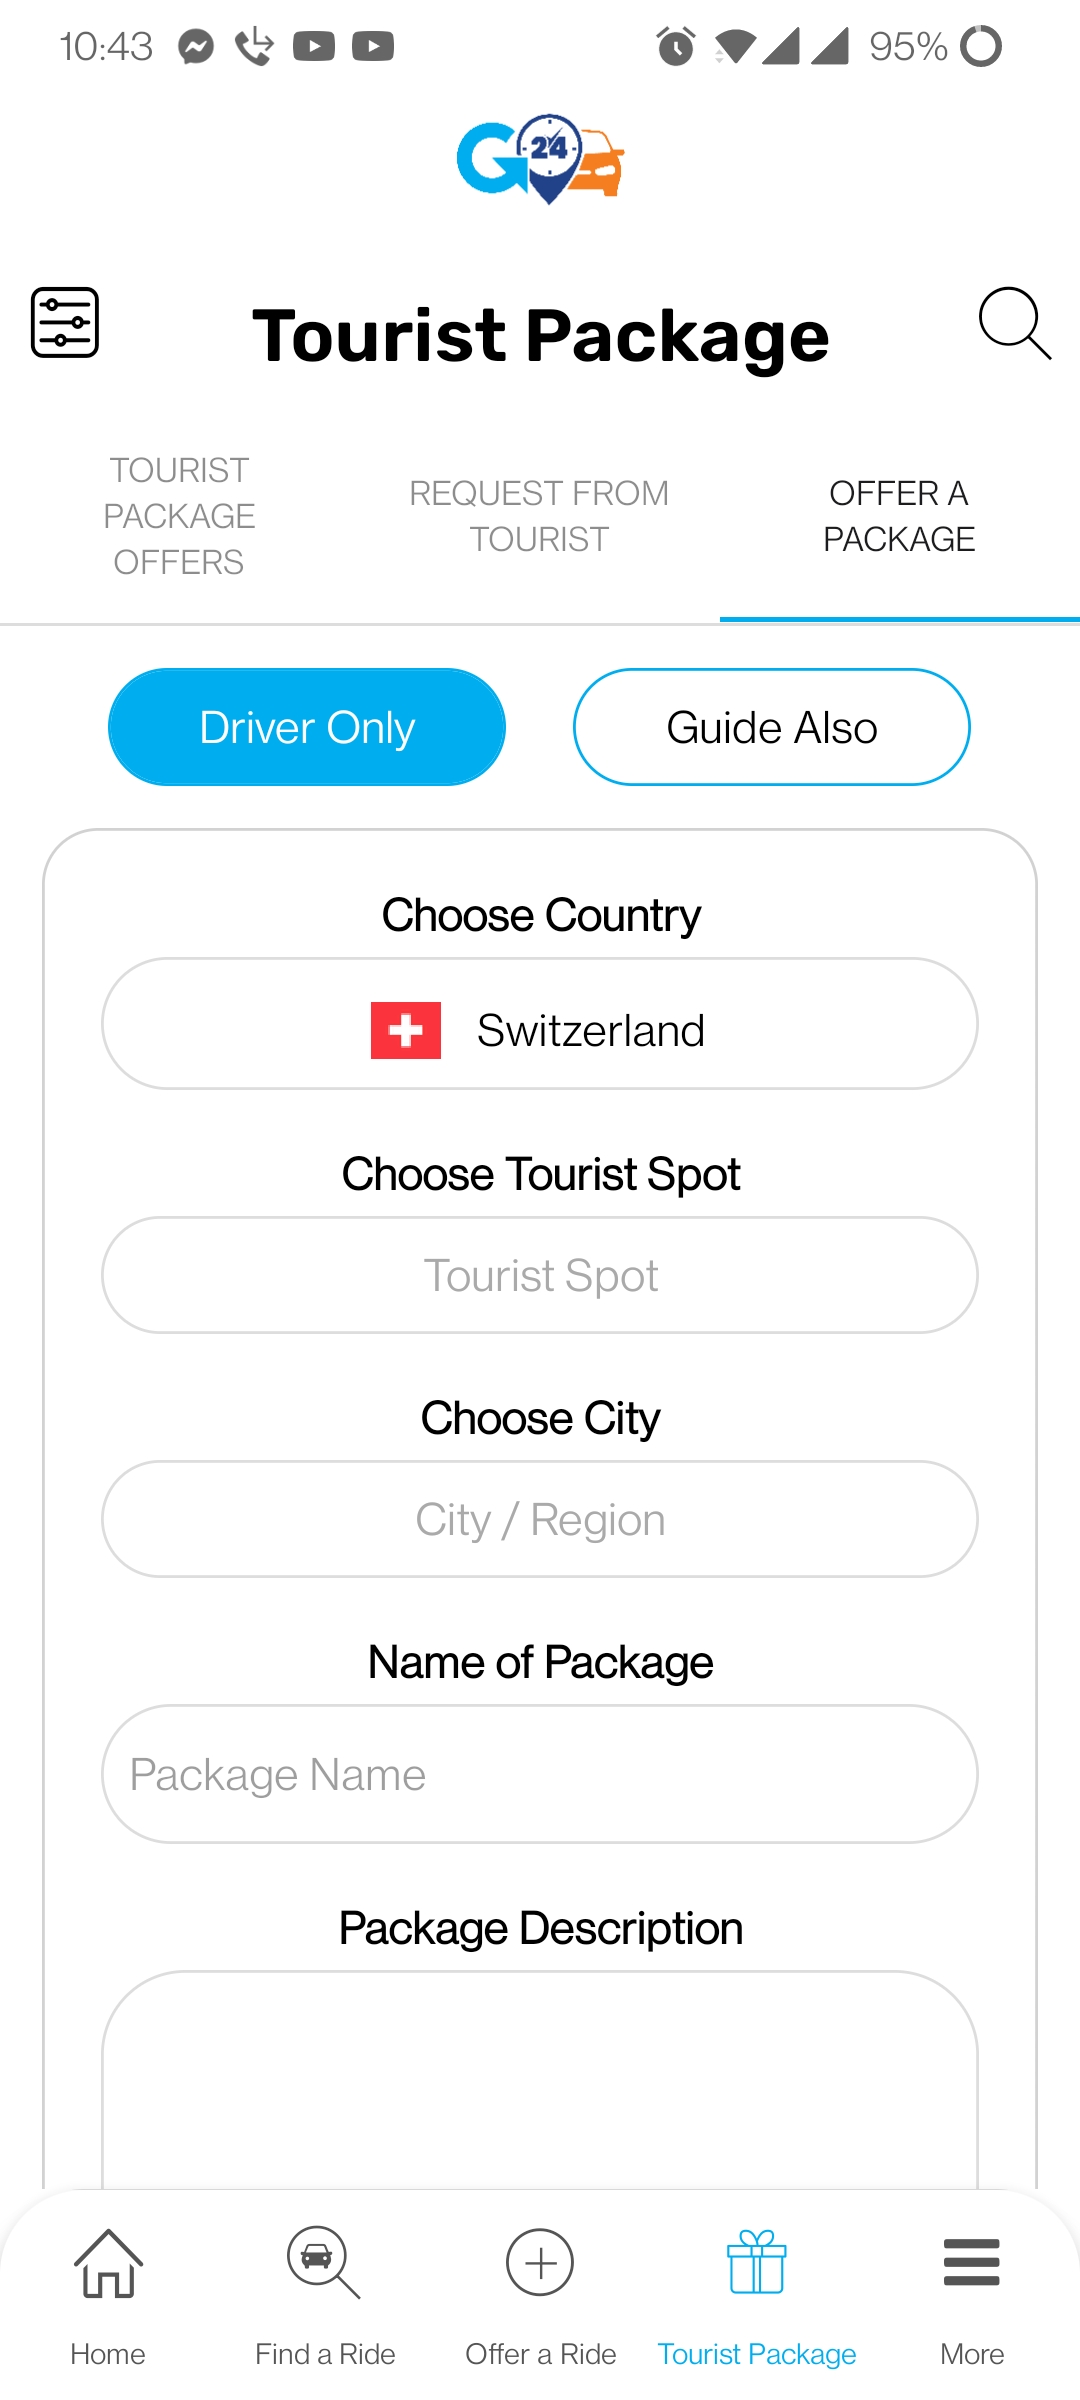 10:43
95%
G 24
Tourist Package
TOURIST
PACKAGE
OFFERS
REQUEST FROM
TOURIST
OFFER A
PACKAGE
Driver Only
Guide Also
Choose Country
Switzerland
Choose Tourist Spot
Tourist Spot
Choose City
City / Region
Name of Package
Package Name
Package Description
Home
Find a Ride
Offer a Ride
Tourist Package
More